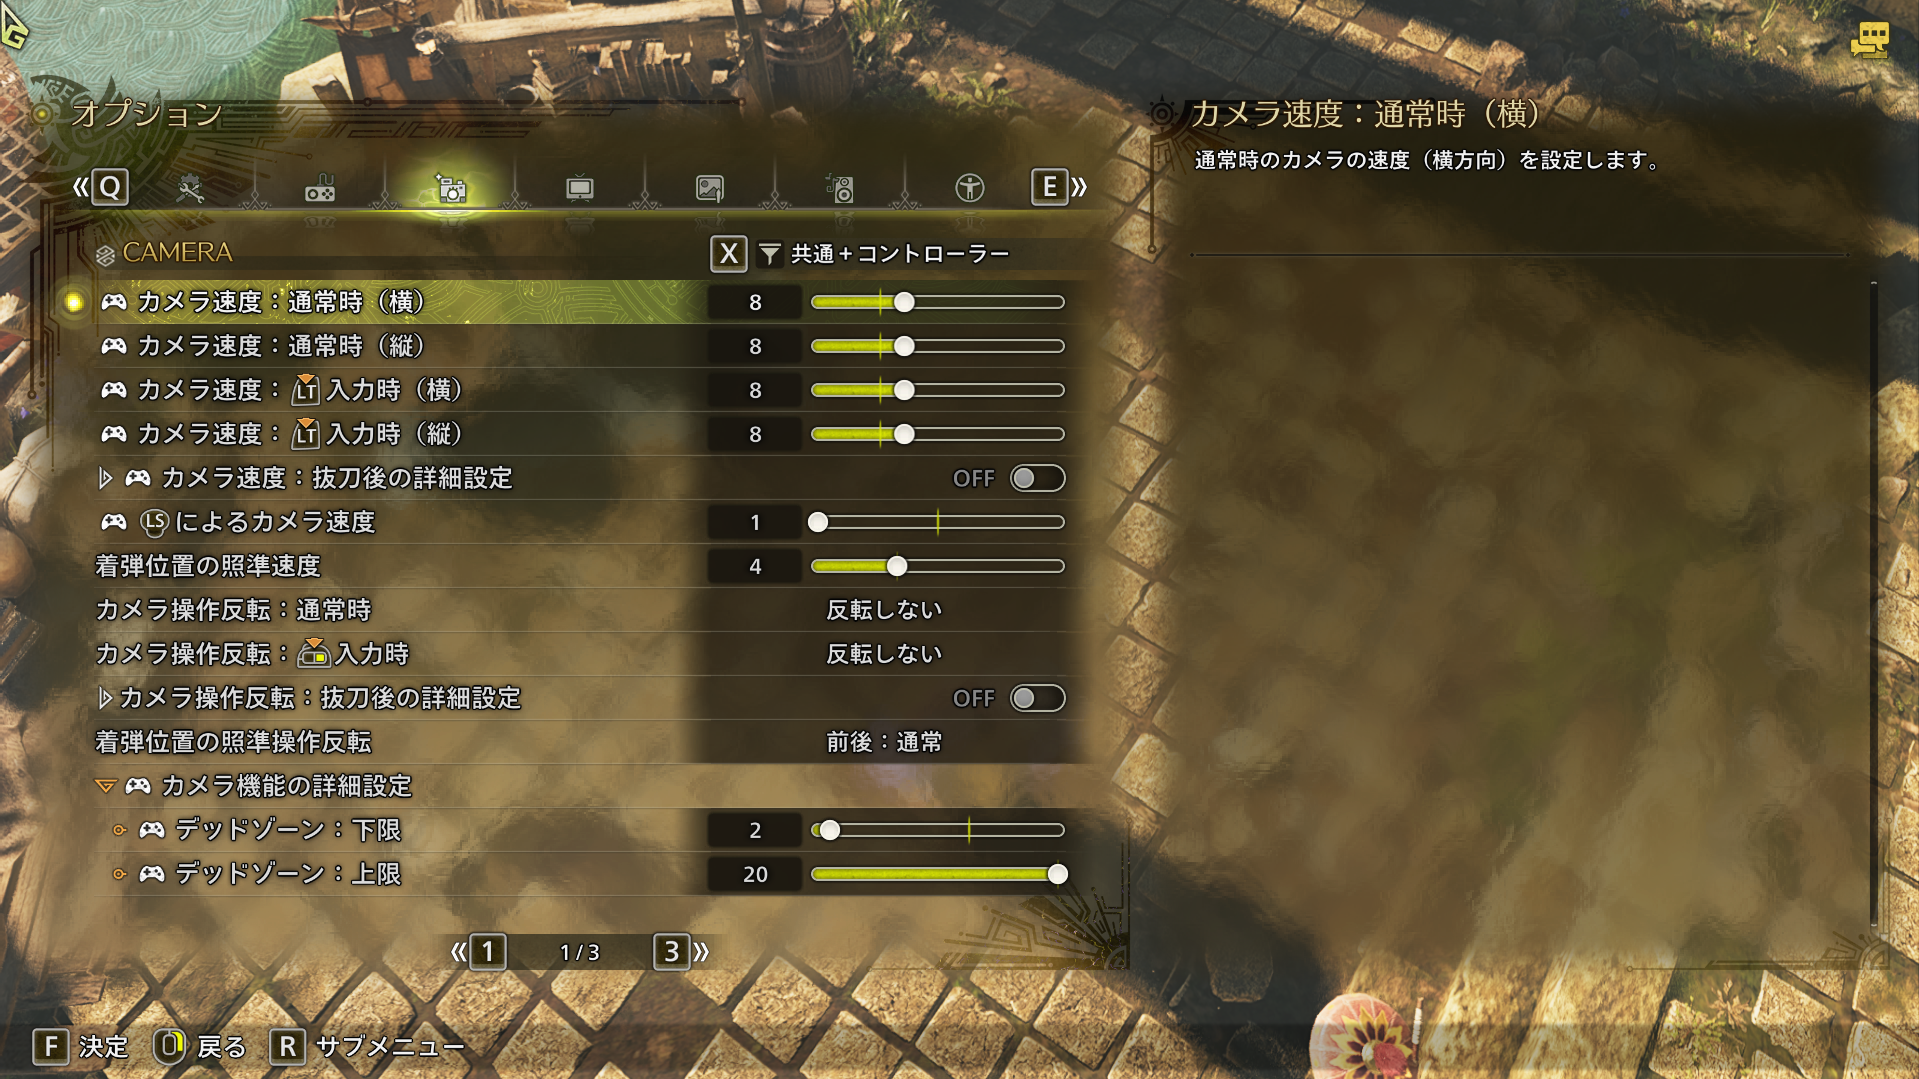 オプション
Q
E
CAMERA
X 共通＋コントローラー
カメラ速度：通常時（横） 8
カメラ速度：通常時（縦） 8
カメラ速度：LT入力時（横） 8
カメラ速度：LT入力時（縦） 8
カメラ速度：抜刀後の詳細設定 OFF
LSによるカメラ速度 1
着弾位置の照準速度 4
カメラ操作反転：通常時 反転しない
カメラ操作反転：入力時 反転しない
カメラ操作反転：抜刀後の詳細設定 OFF
着弾位置の照準操作反転 前後：通常
カメラ機能の詳細設定
デッドゾーン：下限 2
デッドゾーン：上限 20
1 1/3 3
F 決定 戻る R サブメニュー
カメラ速度：通常時（横）
通常時のカメラの速度（横方向）を設定します。